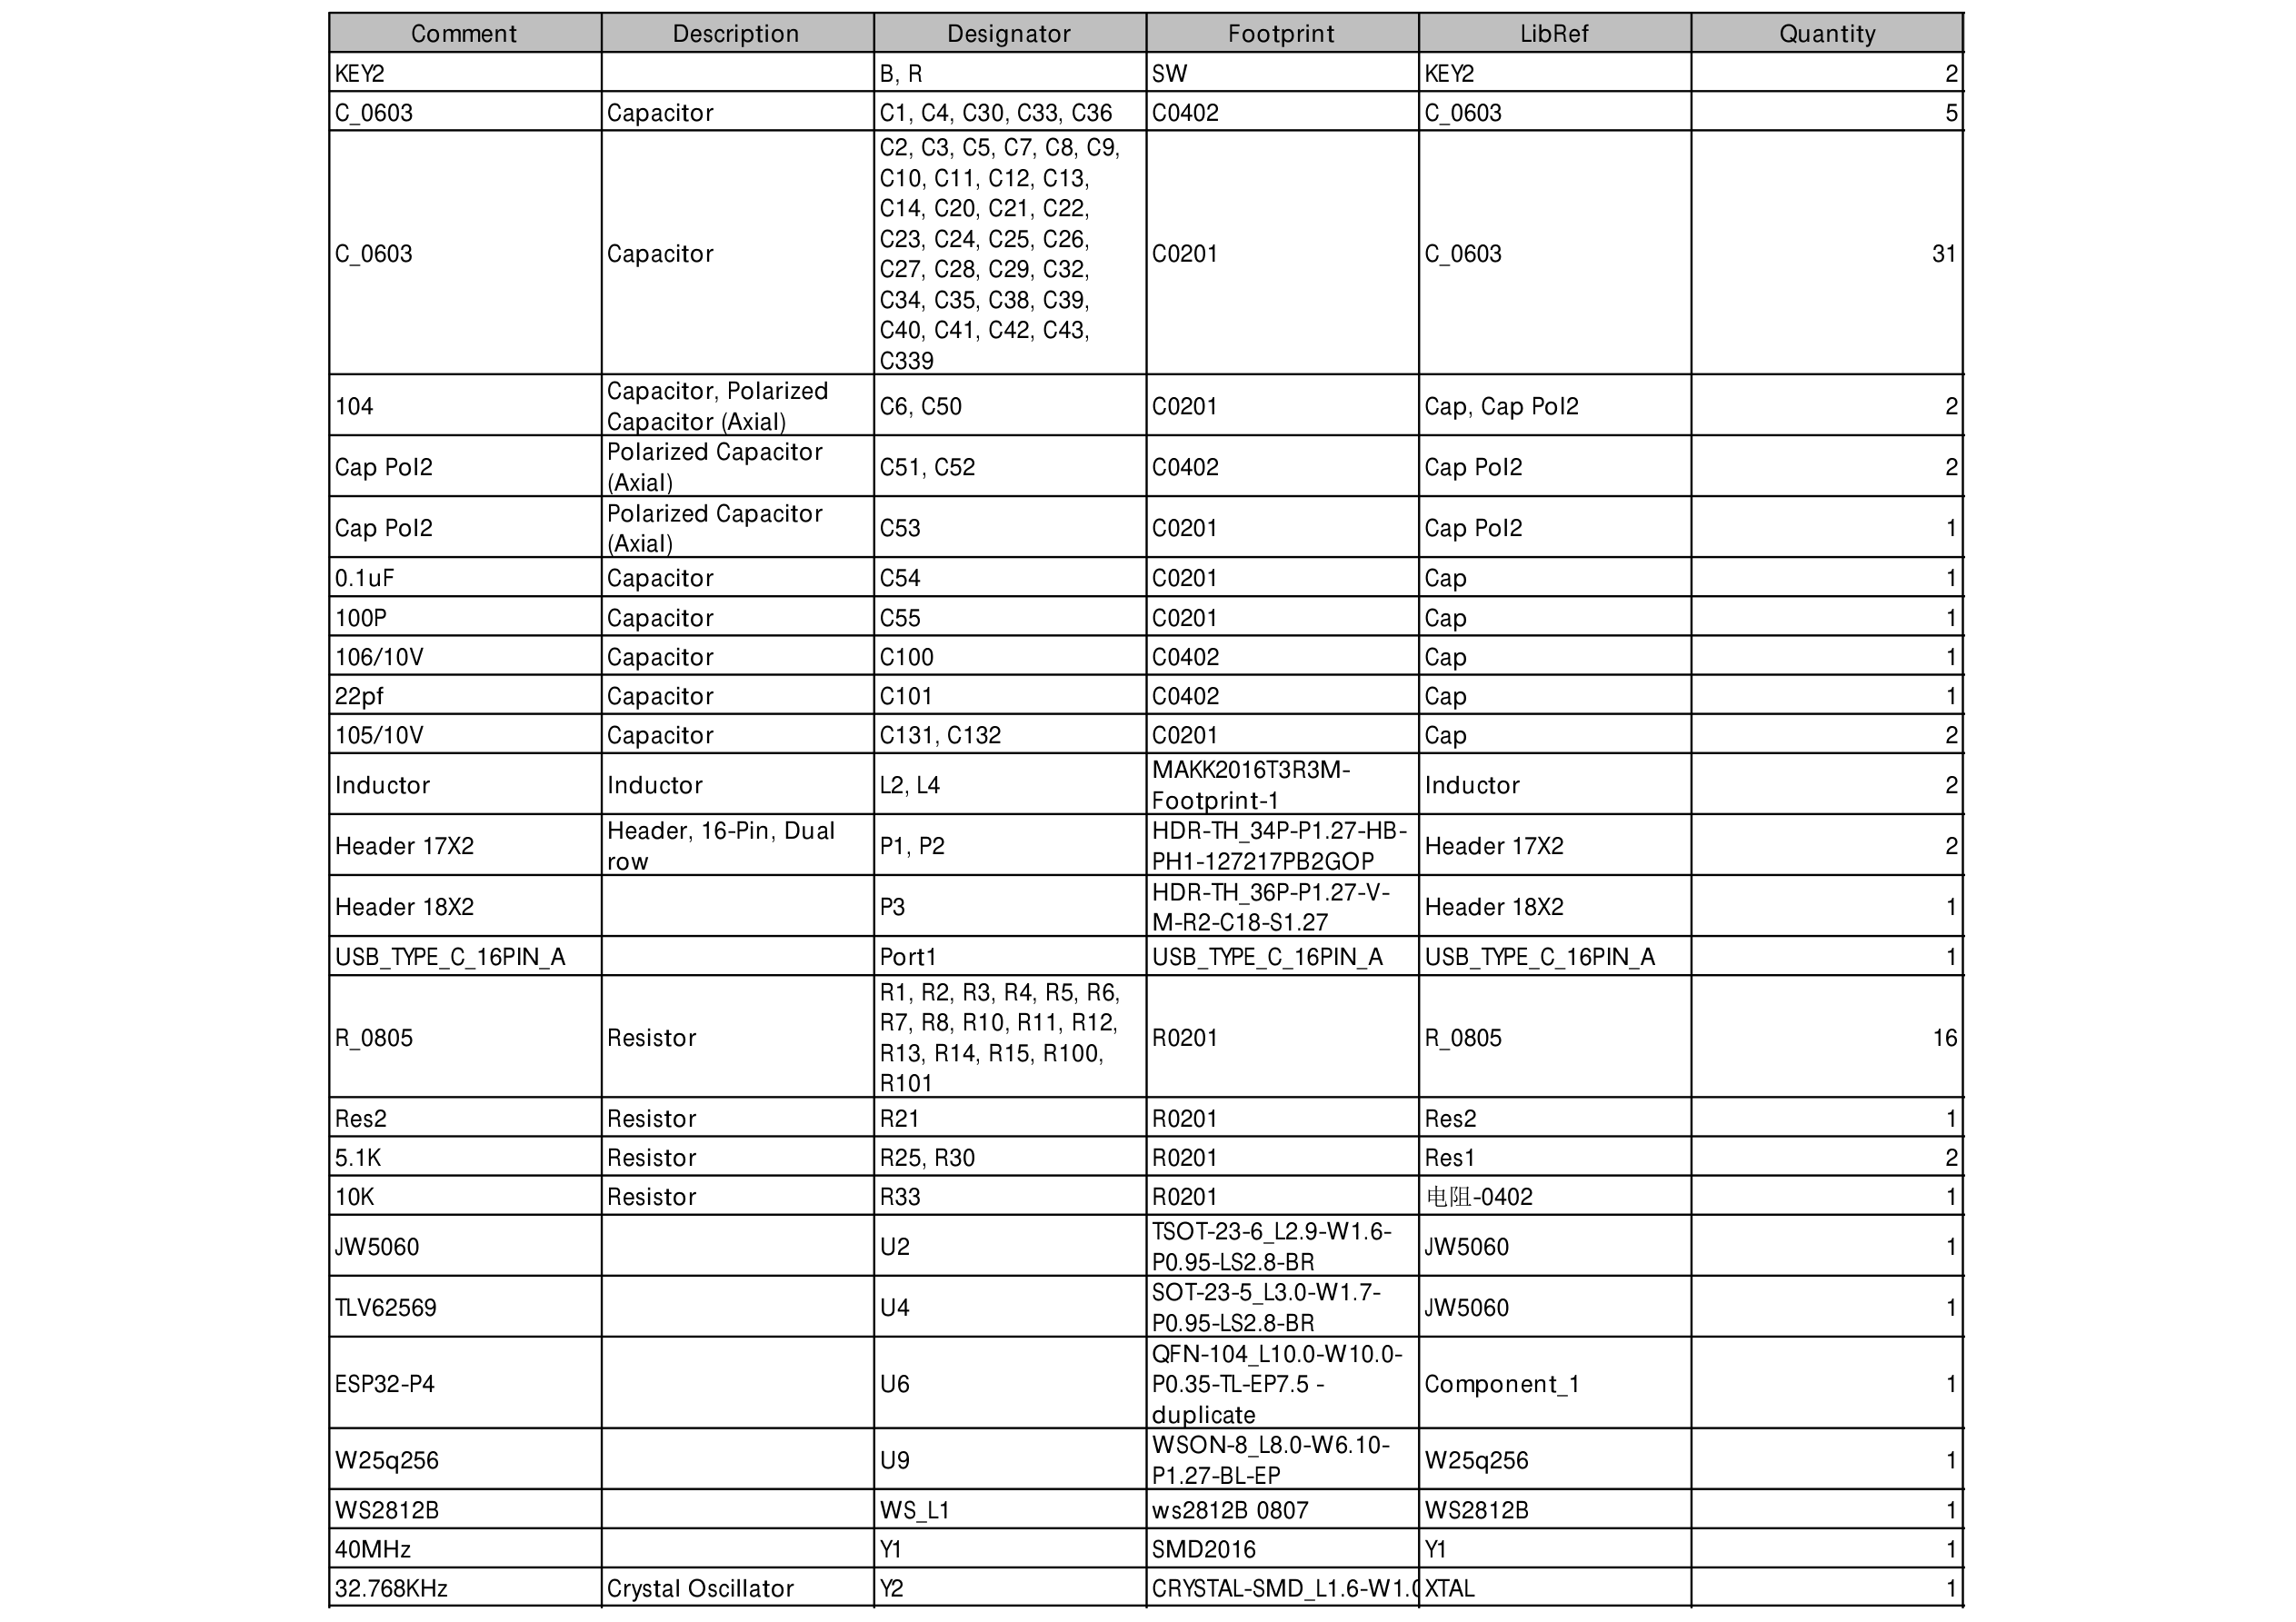 Comment Description Designator Footprint LibRef Quantity
KEY2 B, R SW KEY2 2
C_0603 Capacitor C1, C4, C30, C33, C36 C0402 C_0603 5
C2, C3, C5, C7, C8, C9,
C10, C11, C12, C13,
C14, C20, C21, C22,
C23, C24, C25, C26,
C_0603 Capacitor C27, C28, C29, C32, C0201 C_0603 31
C34, C35, C38, C39,
C40, C41, C42, C43,
C339
104 Capacitor, Polarized
Capacitor (Axial) C6, C50 C0201 Cap, Cap Pol2 2
Cap Pol2 Polarized Capacitor
(Axial) C51, C52 C0402 Cap Pol2 2
Cap Pol2 Polarized Capacitor
(Axial) C53 C0201 Cap Pol2 1
0.1uF Capacitor C54 C0201 Cap 1
100P Capacitor C55 C0201 Cap 1
106/10V Capacitor C100 C0402 Cap 1
22pf Capacitor C101 C0402 Cap 1
105/10V Capacitor C131, C132 C0201 Cap 2
Inductor Inductor L2, L4 MAKK2016T3R3M-
Footprint-1 Inductor 2
Header 17X2 Header, 16-Pin, Dual
row P1, P2 HDR-TH_34P-P1.27-HB-
PH1-127217PB2GOP Header 17X2 2
Header 18X2 P3 HDR-TH_36P-P1.27-V-
M-R2-C18-S1.27 Header 18X2 1
USB_TYPE_C_16PIN_A Port1 USB_TYPE_C_16PIN_A USB_TYPE_C_16PIN_A 1
R1, R2, R3, R4, R5, R6,
R7, R8, R10, R11, R12,
R_0805 Resistor R13, R14, R15, R100, R0201 R_0805 16
R101
Res2 Resistor R21 R0201 Res2 1
5.1K Resistor R25, R30 R0201 Res1 2
10K Resistor R33 R0201 电阻-0402 1
JW5060 U2 TSOT-23-6_L2.9-W1.6-
P0.95-LS2.8-BR JW5060 1
TLV62569 U4 SOT-23-5_L3.0-W1.7-
P0.95-LS2.8-BR JW5060 1
QFN-104_L10.0-W10.0-
ESP32-P4 U6 P0.35-TL-EP7.5 - Component_1 1
duplicate
W25q256 U9 WSON-8_L8.0-W6.10-
P1.27-BL-EP W25q256 1
WS2812B WS_L1 ws2812B 0807 WS2812B 1
40MHz Y1 SMD2016 Y1 1
32.768KHz Crystal Oscillator Y2 CRYSTAL-SMD_L1.6-W1.0 XTAL 1